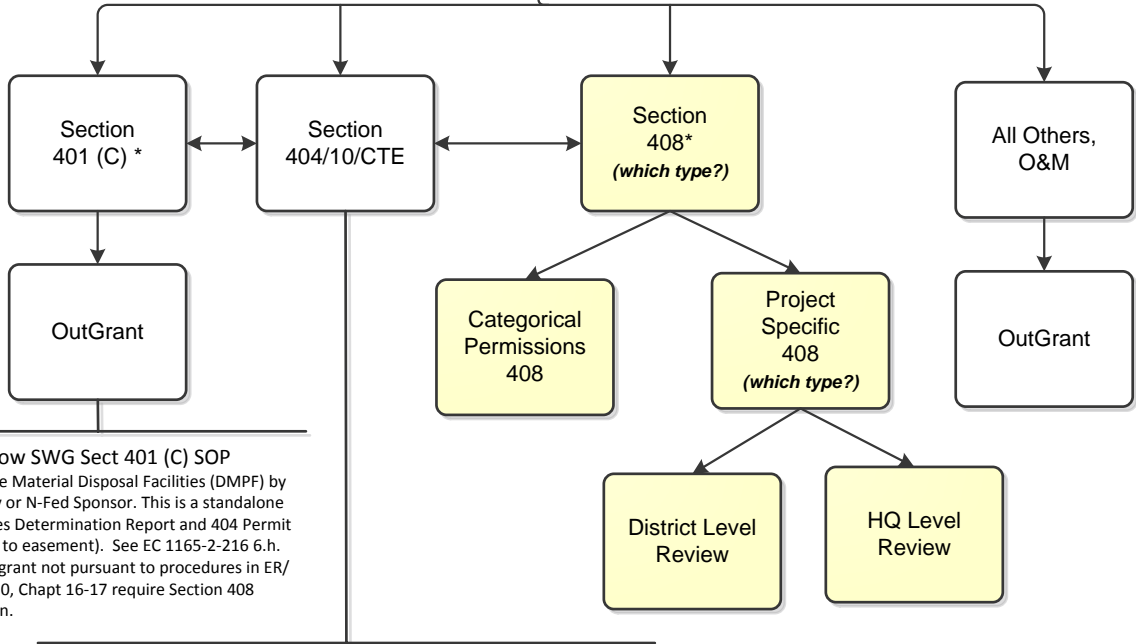 Section
401 (C) *
Section
404/10/CTE
Section
408*
(which type?)
All Others,
O&M
OutGrant
Categorical
Permissions
408
Project
Specific
408
(which type?)
OutGrant
District Level
Review
HQ Level
Review
ow SWG Sect 401 (C) SOP
e Material Disposal Facilities (DMPF) by
or N-Fed Sponsor. This is a standalone
es Determination Report and 404 Permit
to easement). See EC 1165-2-216 6.h.
grant not pursuant to procedures in ER/
0, Chapt 16-17 require Section 408
n.